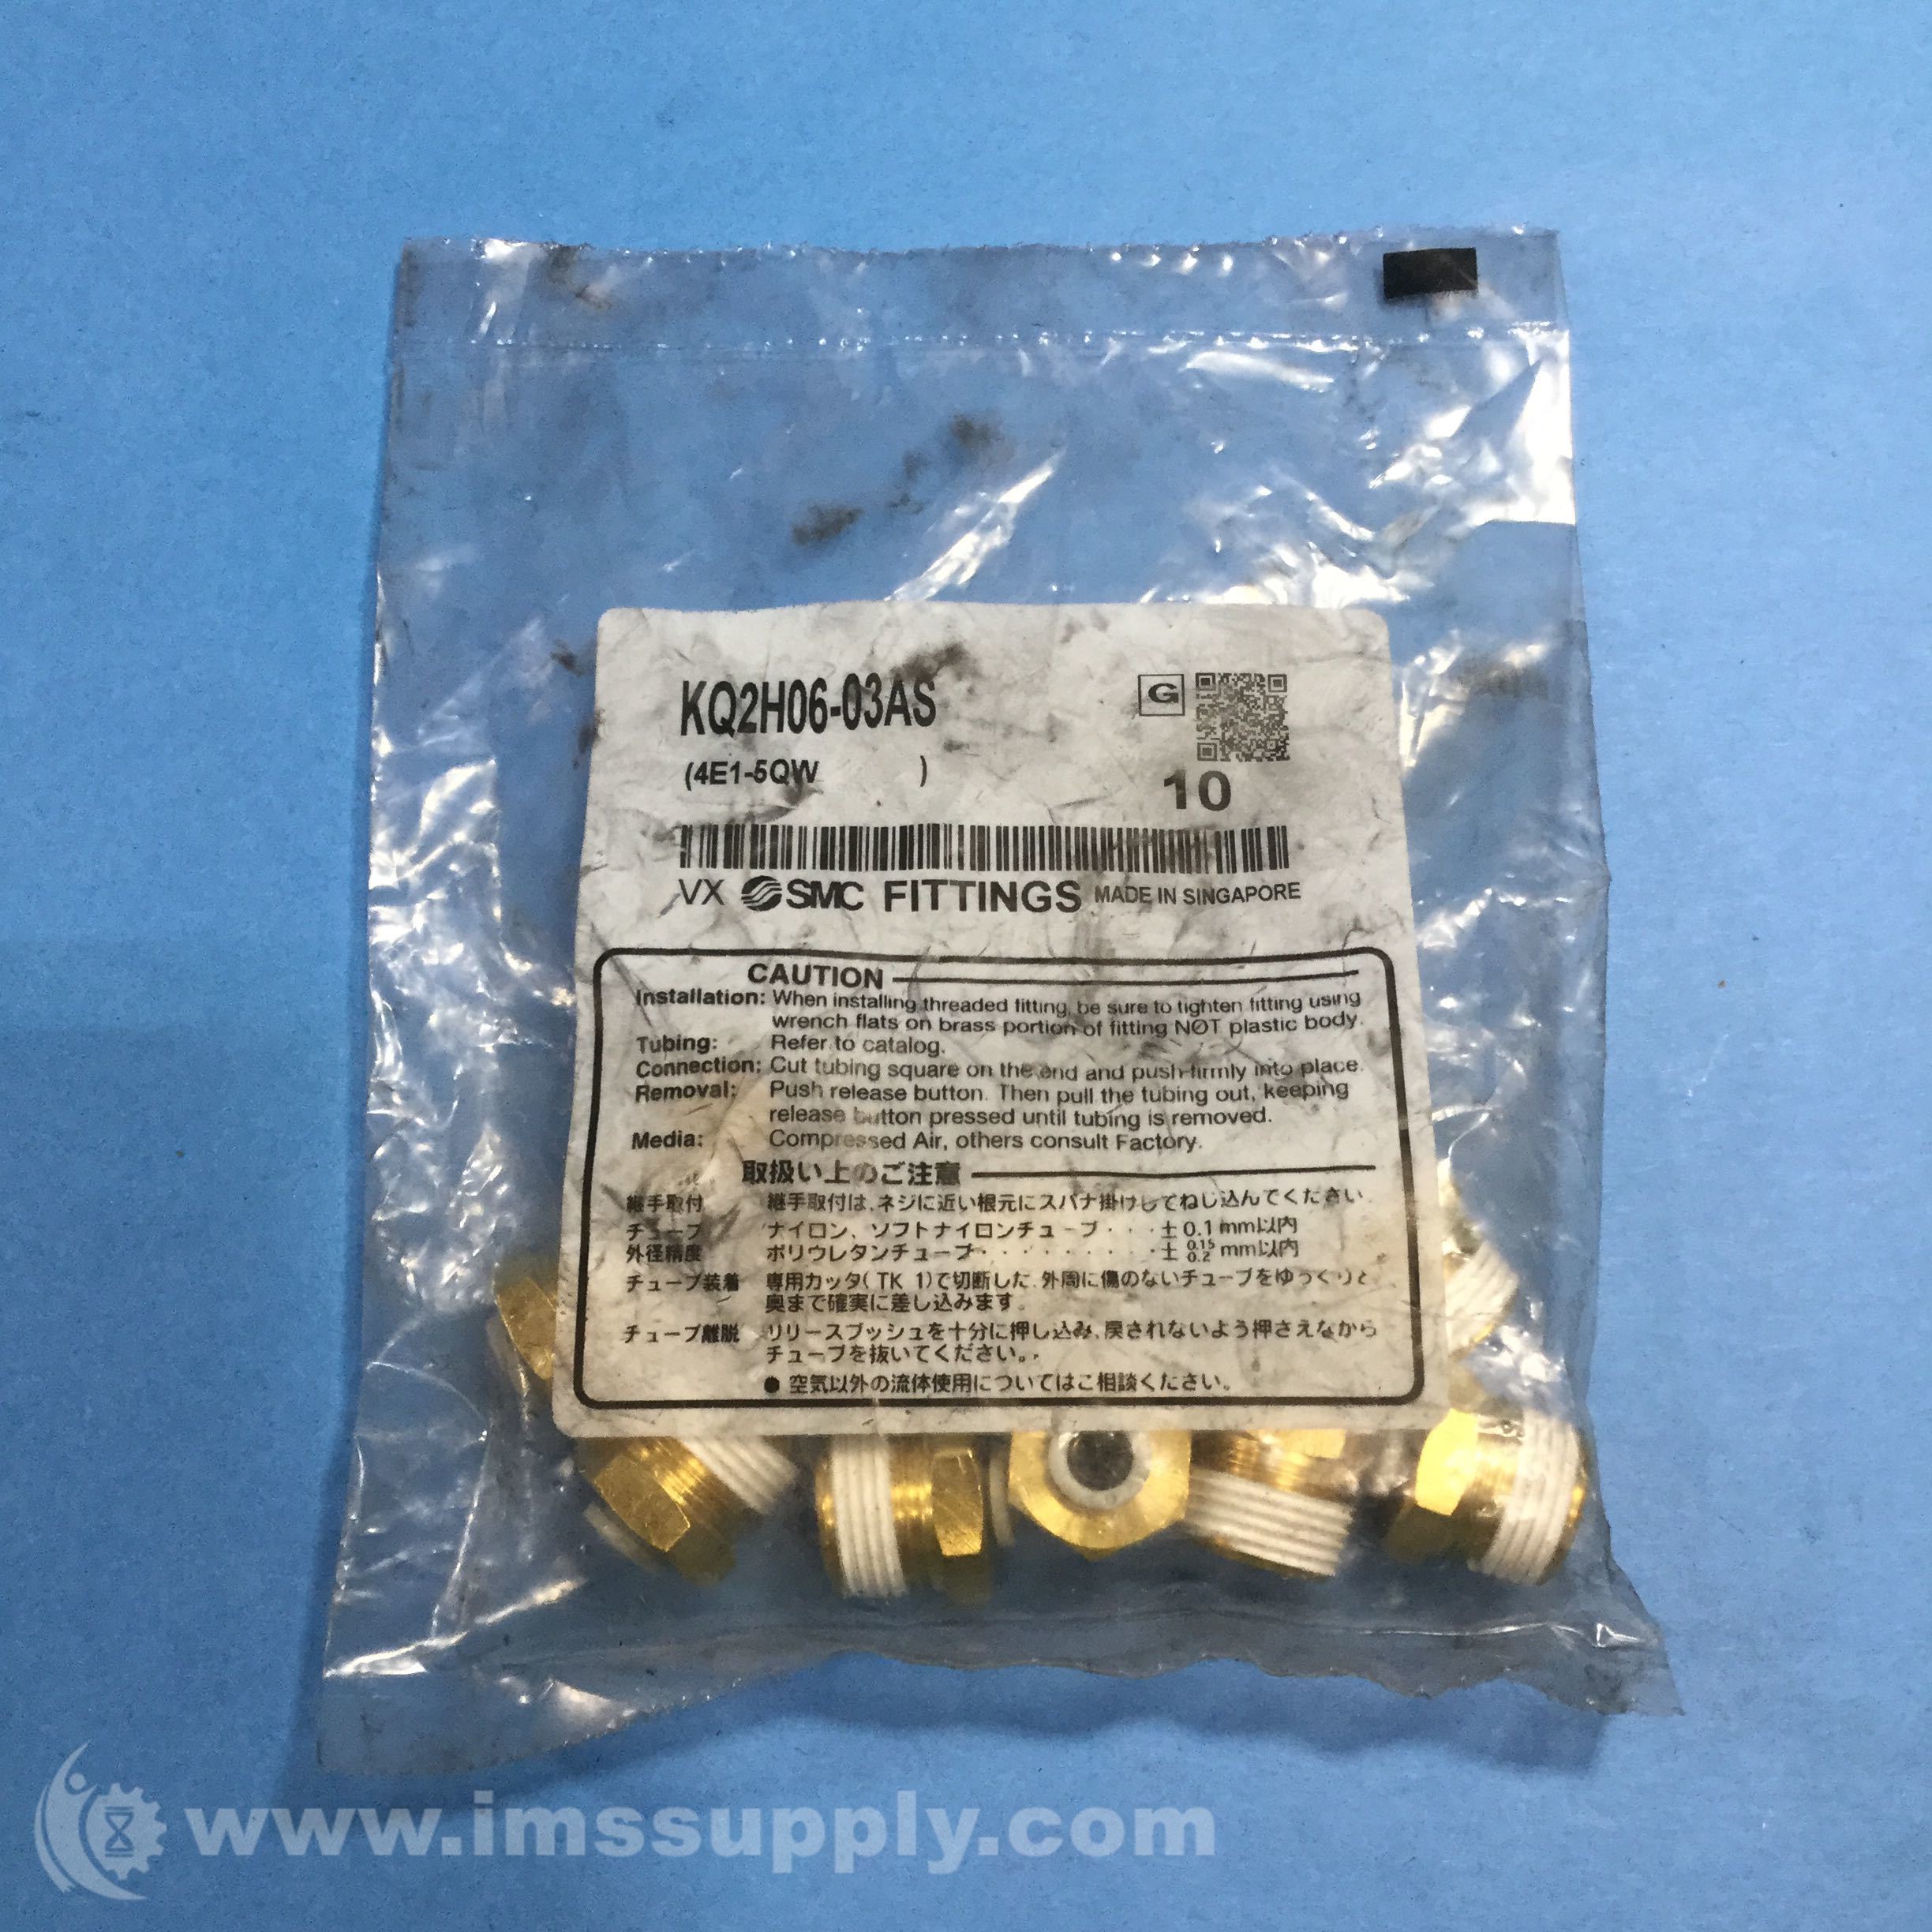 KQ2H06-03AS
G
(4E1-5QW )
10
VX SMC FITTINGS MADE IN SINGAPORE
CAUTION
Installation: When installing threaded fitting, be sure to tighten fitting using
wrench flats on brass portion of fitting NOT plastic body.
Tubing: Refer to catalog.
Connection: Cut tubing square on the end and push firmly into place.
Removal: Push release button. Then pull the tubing out, keeping
release button pressed until tubing is removed.
Media: Compressed Air, others consult Factory.
取扱い上のご注意
継手取付 継手取付は、ネジに近い根元にスパナ掛けしてねじ込んでください
チューブ ナイロン、ソフトナイロンチューブ・・・±0.1mm以内
外径精度 ポリウレタンチューブ・・・・・・・・・± 0.15 0.2 mm以内
チューブ装着 専用カッタ(TK 1)で切断した、外周に傷のないチューブをゆっくりと
奥まで確実に差し込みます。
チューブ離脱 リリースブッシュを十分に押し込み、戻されないよう押さえながら
チューブを抜いてください。
● 空気以外の流体使用についてはご相談ください。
www.imssupply.com